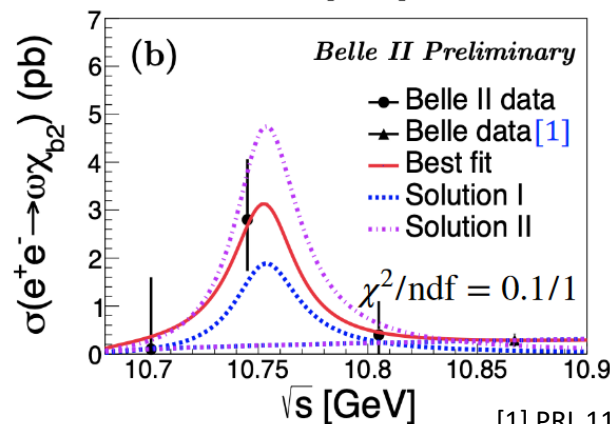 (b)
Belle II Preliminary
Belle II data
Belle data[1]
Best fit
Solution I
Solution II
χ²/ndf = 0.1/1
σ(e⁺e⁻→ωχ_b2) (pb)
7
6
5
4
3
2
1
0
10.7 10.75 10.8 10.85 10.9
√s [GeV]
[1] PRL 11